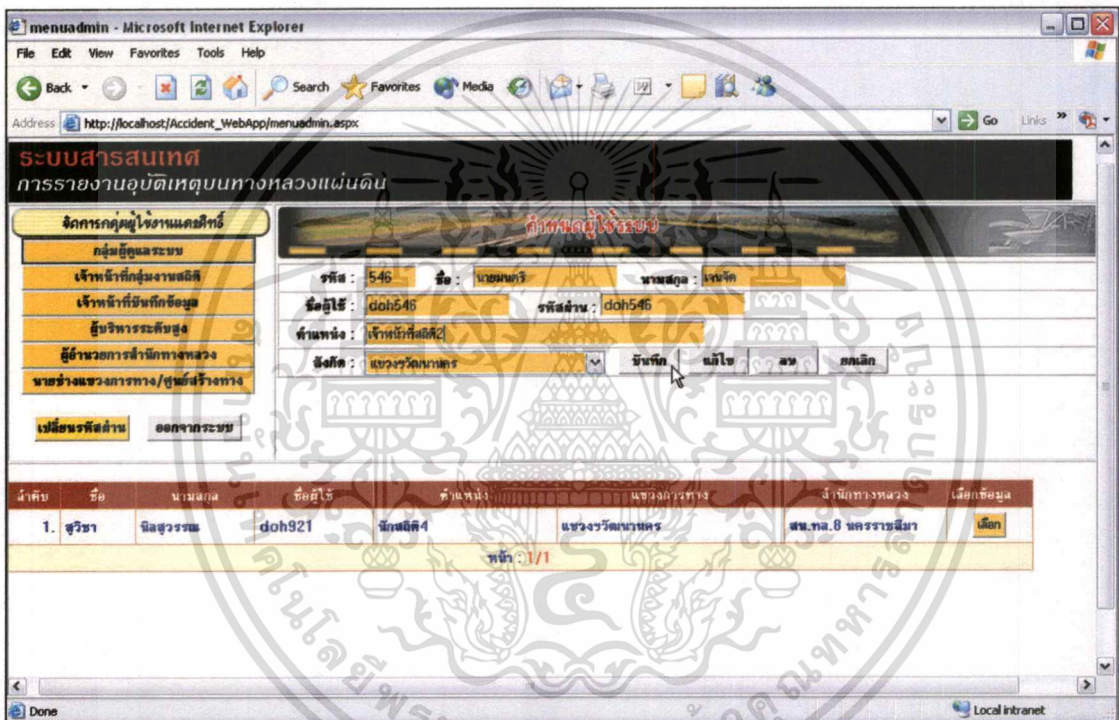 menuadmin - Microsoft Internet Explorer
File Edit View Favorites Tools Help
Back Search Favorites Media
Address http://localhost/Accident_WebApp/menuadmin.aspx Go Links »
ระบบสารสนเทศ
การรายงานอุบัติเหตุบนทางหลวงแผ่นดิน
จัดการกลุ่มผู้ใช้งานและสิทธิ์
กำหนดผู้ใช้ระบบ
กลุ่มผู้ดูแลระบบ
เจ้าหน้าที่กลุ่มงานสถิติ
เจ้าหน้าที่บันทึกข้อมูล
ผู้บริหารระดับสูง
ผู้อำนวยการสำนักทางหลวง
นายช่างแขวงการทาง/ศูนย์สร้างทาง
เปลี่ยนรหัสผ่าน ออกจากระบบ
รหัส : 546 ชื่อ : นายมนตรี นามสกุล : เจนจัด
ชื่อผู้ใช้ : doh546 รหัสผ่าน : doh546
ตำแหน่ง : เจ้าหน้าที่สถิติ2
สังกัด : แขวงฯวัฒนานคร บันทึก แก้ไข ลบ ยกเลิก
ลำดับ ชื่อ นามสกุล ชื่อผู้ใช้ ตำแหน่ง แขวงการทาง สำนักทางหลวง เลือกข้อมูล
1. สุวิชา นิลสุวรรณ doh921 นักสถิติ4 แขวงฯวัฒนานคร สน.ทล.8 นครราชสีมา เลือก
หน้า : 1/1
Done Local intranet